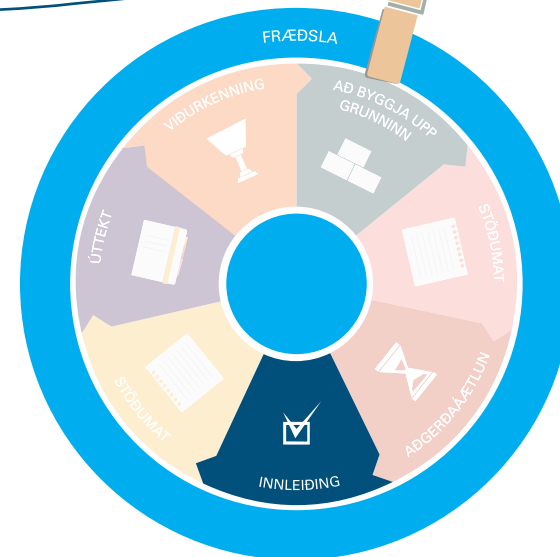 FRÆÐSLA
AÐ BYGGJA UPP
GRUNNINN
STÖÐUMAT
AÐGERÐAÁÆTLUN
INNLEIÐING
STÖÐUMAT
ÚTTEKT
VIÐURKENNING